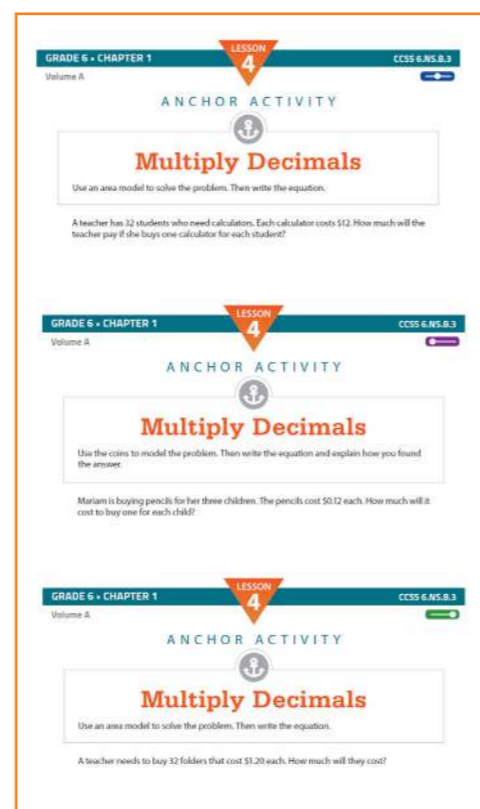 LESSON
GRADE 6 • CHAPTER 1
4
CCSS 6.NS.B.3
Volume A
ANCHOR ACTIVITY
Multiply Decimals
Use an area model to solve the problem. Then write the equation.
A teacher has 32 students who need calculators. Each calculator costs $12. How much will the
teacher pay if she buys one calculator for each student?
LESSON
GRADE 6 • CHAPTER 1
4
CCSS 6.NS.B.3
Volume A
ANCHOR ACTIVITY
Multiply Decimals
Use the coins to model the problem. Then write the equation and explain how you found
the answer.
Mariam is buying pencils for her three children. The pencils cost $0.12 each. How much will it
cost to buy one for each child?
LESSON
GRADE 6 • CHAPTER 1
4
CCSS 6.NS.B.3
Volume A
ANCHOR ACTIVITY
Multiply Decimals
Use an area model to solve the problem. Then write the equation.
A teacher needs to buy 32 folders that cost $1.20 each. How much will they cost?